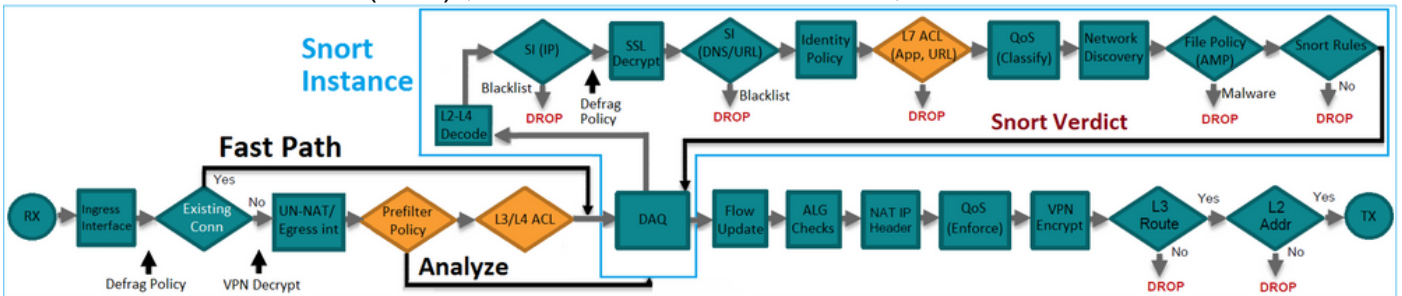 Snort
Instance
SI (IP)
SSL
Decrypt
SI
(DNS/URL)
Identity
Policy
L7 ACL
(App, URL)
QoS
(Classify)
Network
Discovery
File Policy
(AMP)
Snort Rules
Blacklist
DROP
Defrag
Policy
Blacklist
DROP
DROP
Malware
DROP
No
DROP
L2-L4
Decode
Snort Verdict
Fast Path
Yes
RX
Ingress
Interface
Existing
Conn
No
UN-NAT/
Egress int
Prefilter
Policy
L3/L4 ACL
DAQ
Flow
Update
ALG
Checks
NAT IP
Header
QoS
(Enforce)
VPN
Encrypt
L3
Route
Yes
L2
Addr
Yes
TX
Defrag Policy
VPN Decrypt
Analyze
No
DROP
No
DROP